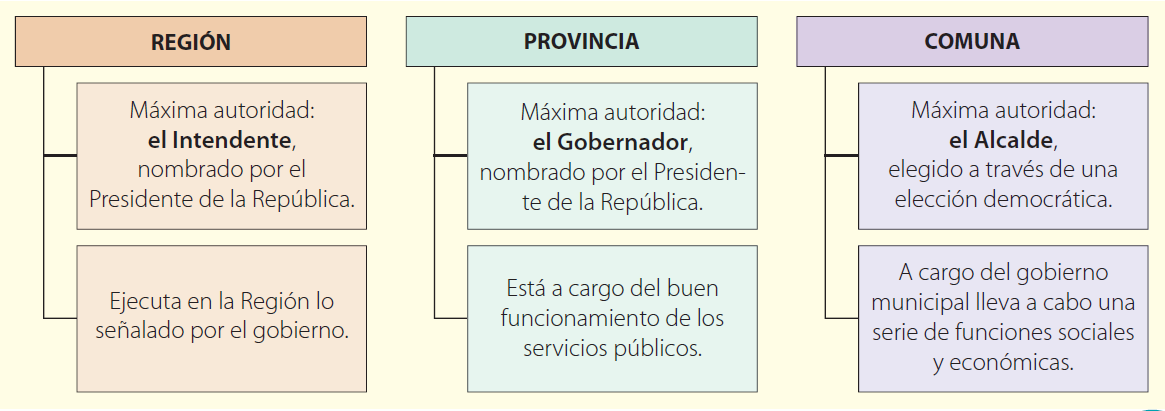 REGIÓN
Máxima autoridad:
el Intendente,
nombrado por el
Presidente de la República.
Ejecuta en la Región lo
señalado por el gobierno.
PROVINCIA
Máxima autoridad:
el Gobernador,
nombrado por el Presiden-
te de la República.
Está a cargo del buen
funcionamiento de los
servicios públicos.
COMUNA
Máxima autoridad:
el Alcalde,
elegido a través de una
elección democrática.
A cargo del gobierno
municipal lleva a cabo una
serie de funciones sociales
y económicas.